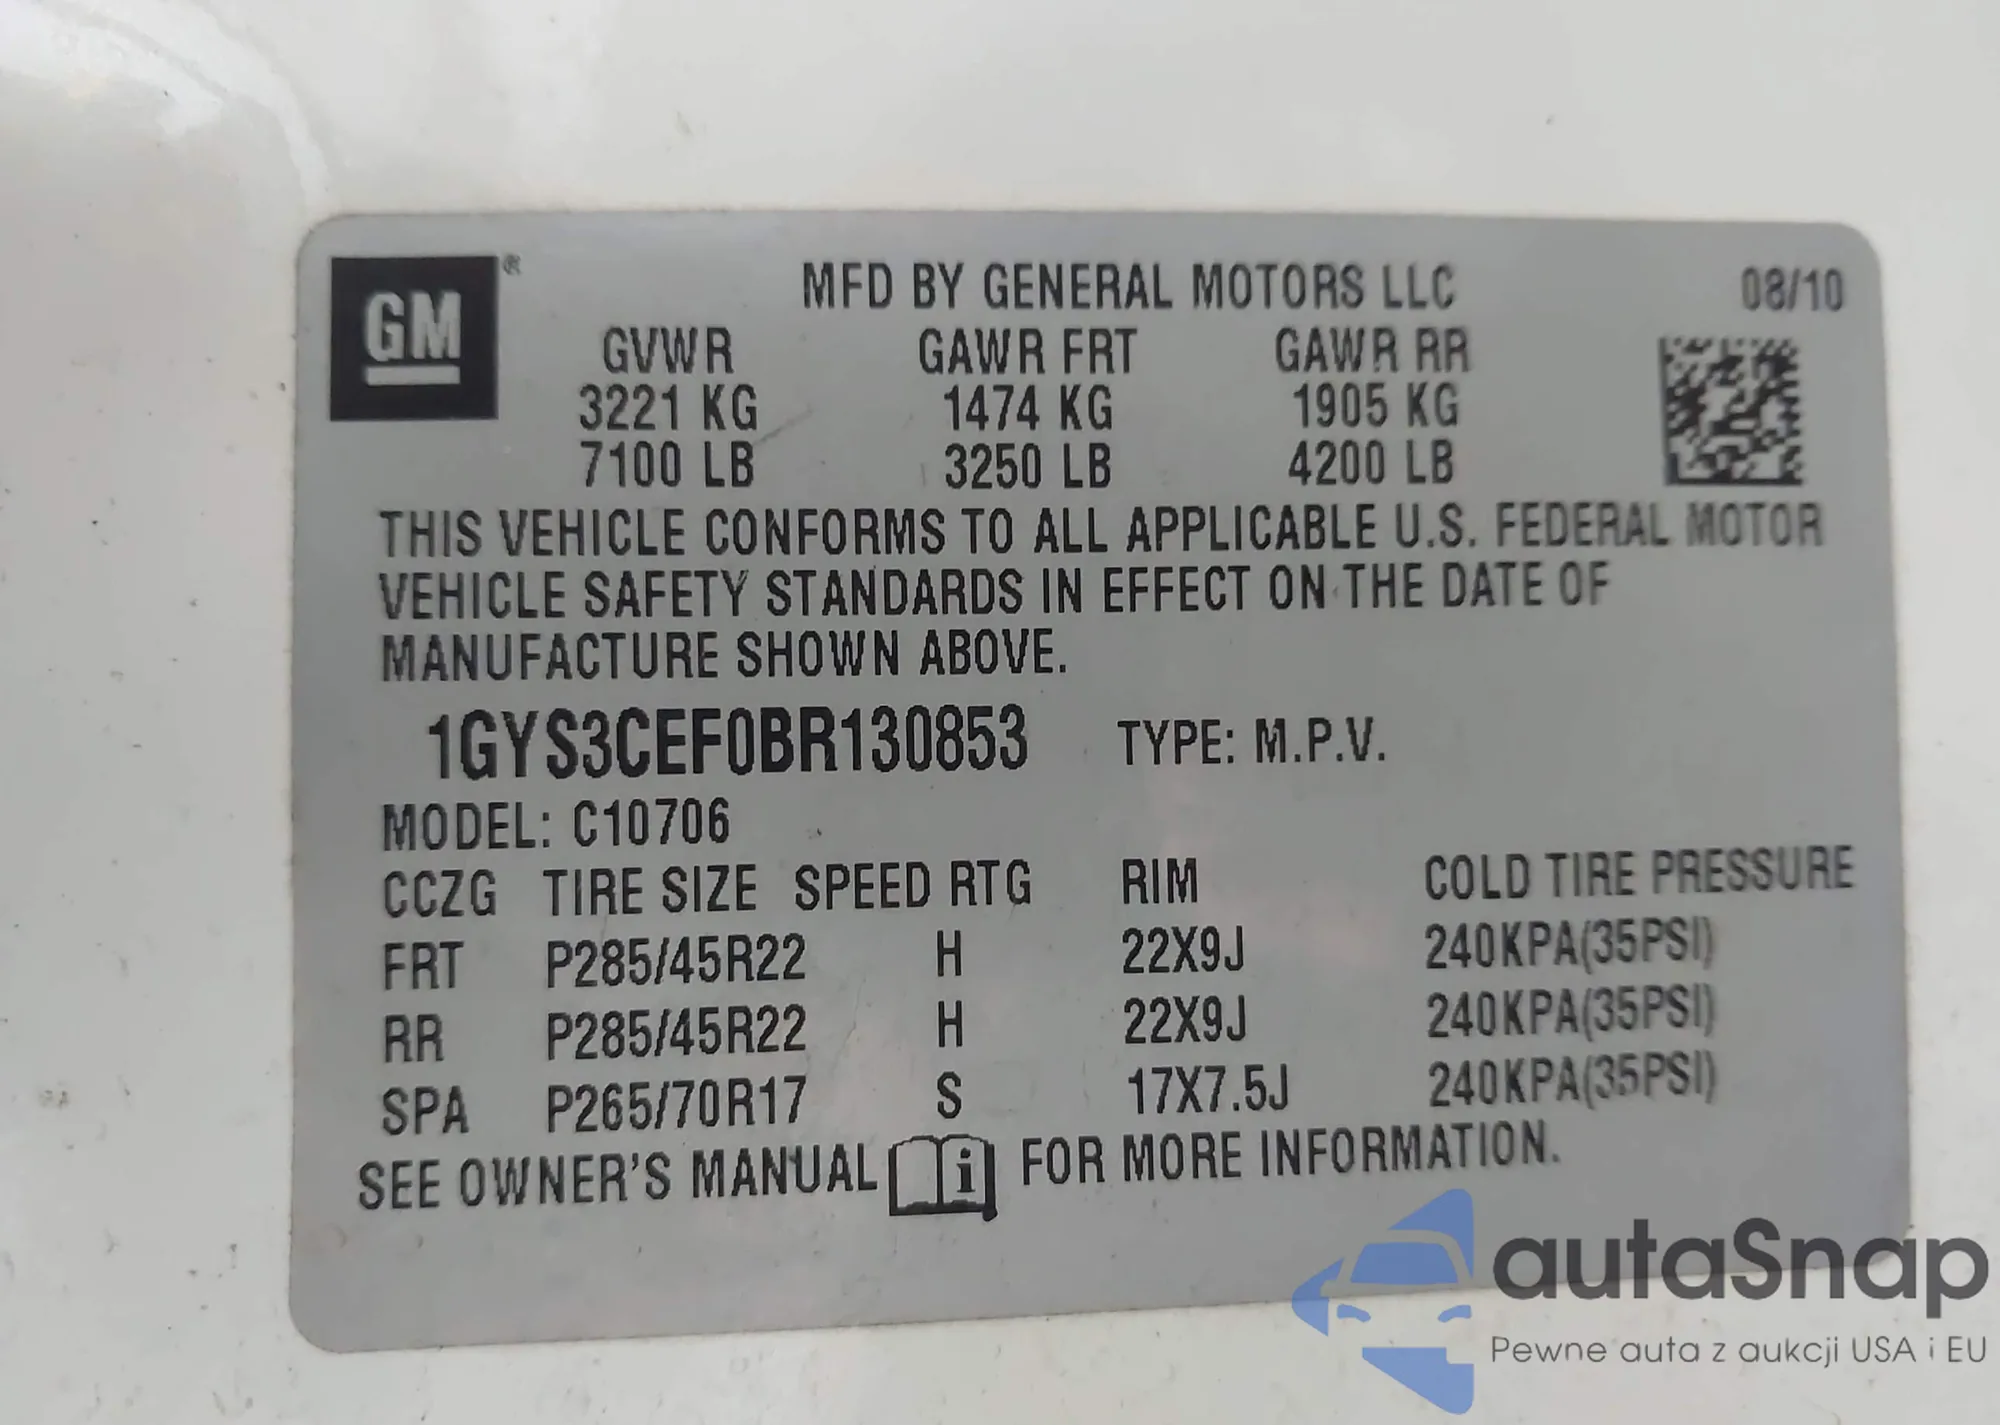 GM®
MFD BY GENERAL MOTORS LLC 08/10
GVWR GAWR FRT GAWR RR
3221 KG 1474 KG 1905 KG
7100 LB 3250 LB 4200 LB
THIS VEHICLE CONFORMS TO ALL APPLICABLE U.S. FEDERAL MOTOR
VEHICLE SAFETY STANDARDS IN EFFECT ON THE DATE OF
MANUFACTURE SHOWN ABOVE.
1GYS3CEF0BR130853 TYPE: M.P.V.
MODEL: C10706
CCZG TIRE SIZE SPEED RTG RIM COLD TIRE PRESSURE
FRT P285/45R22 H 22X9J 240KPA(35PSI)
RR P285/45R22 H 22X9J 240KPA(35PSI)
SPA P265/70R17 S 17X7.5J 240KPA(35PSI)
SEE OWNER'S MANUAL i FOR MORE INFORMATION.
autaSnap
Pewne auta z aukcji USA i EU